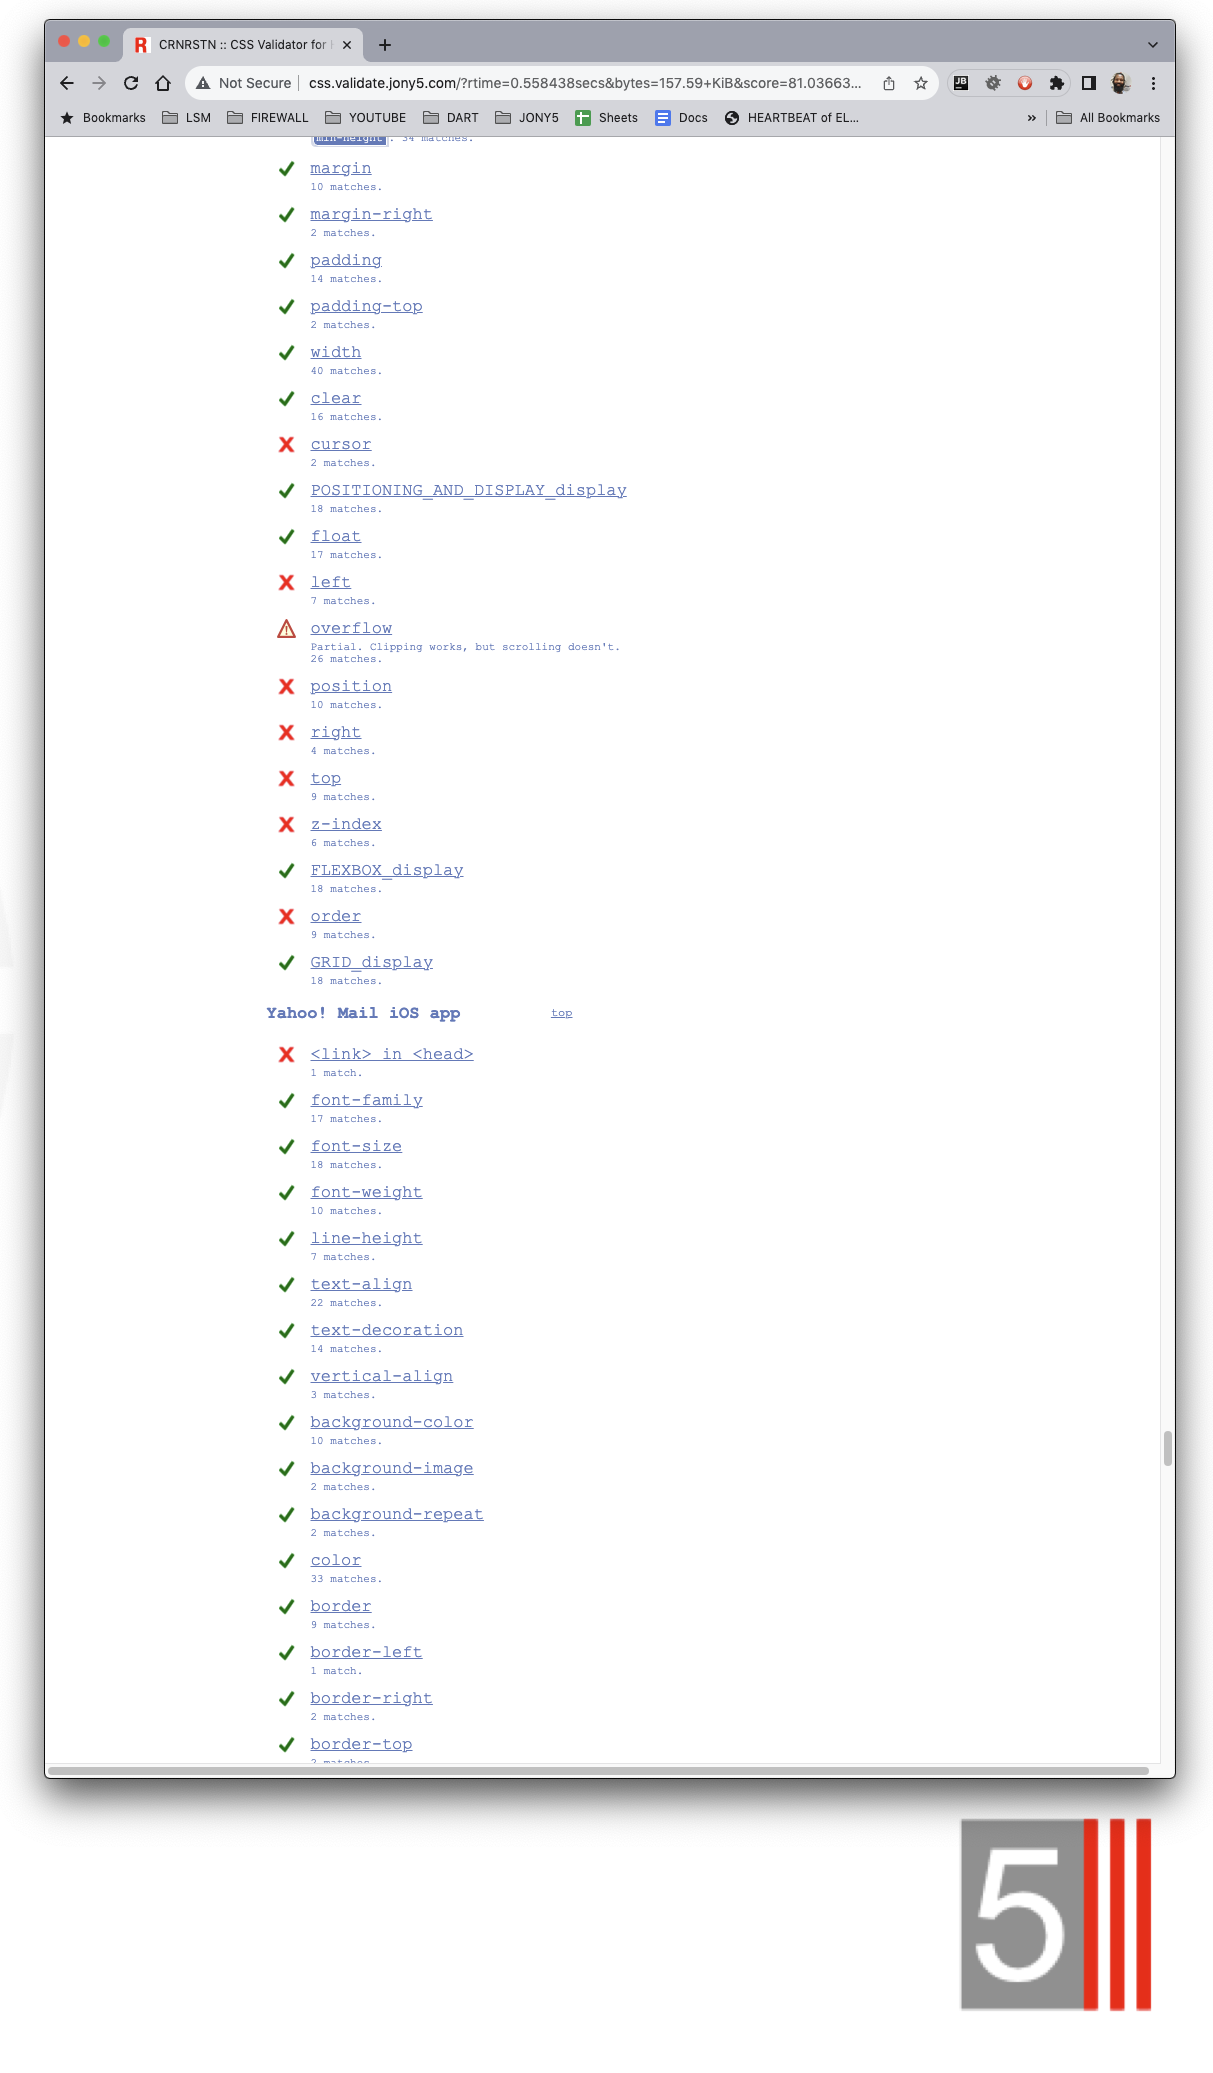 CRNRSTN :: CSS Validator for
Not Secure
css.validate.jony5.com/?rtime=0.558438secs&bytes=157.59+KiB&score=81.03663...
JB
Bookmarks
LSM
FIREWALL
YOUTUBE
DART
JONY5
Sheets
Docs
HEARTBEAT of EL...
»
All Bookmarks
min-height . 34 matches.
margin
10 matches.
margin-right
2 matches.
padding
14 matches.
padding-top
2 matches.
width
40 matches.
clear
16 matches.
cursor
2 matches.
POSITIONING_AND_DISPLAY_display
18 matches.
float
17 matches.
left
7 matches.
overflow
Partial. Clipping works, but scrolling doesn't.
26 matches.
position
10 matches.
right
4 matches.
top
9 matches.
z-index
6 matches.
FLEXBOX_display
18 matches.
order
9 matches.
GRID_display
18 matches.
Yahoo! Mail iOS app top
<link> in <head>
1 match.
font-family
17 matches.
font-size
18 matches.
font-weight
10 matches.
line-height
7 matches.
text-align
22 matches.
text-decoration
14 matches.
vertical-align
3 matches.
background-color
10 matches.
background-image
2 matches.
background-repeat
2 matches.
color
33 matches.
border
9 matches.
border-left
1 match.
border-right
2 matches.
border-top
2 matches.
5